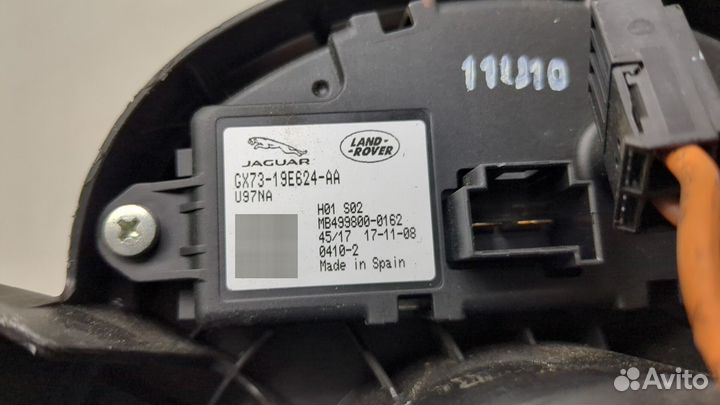 JAGUAR
LAND-
ROVER
GX73-19E624-AA
U97NA
H01 S02
MB499800-0162
45/17 17-11-08
0410-2
Made in Spain
Avito